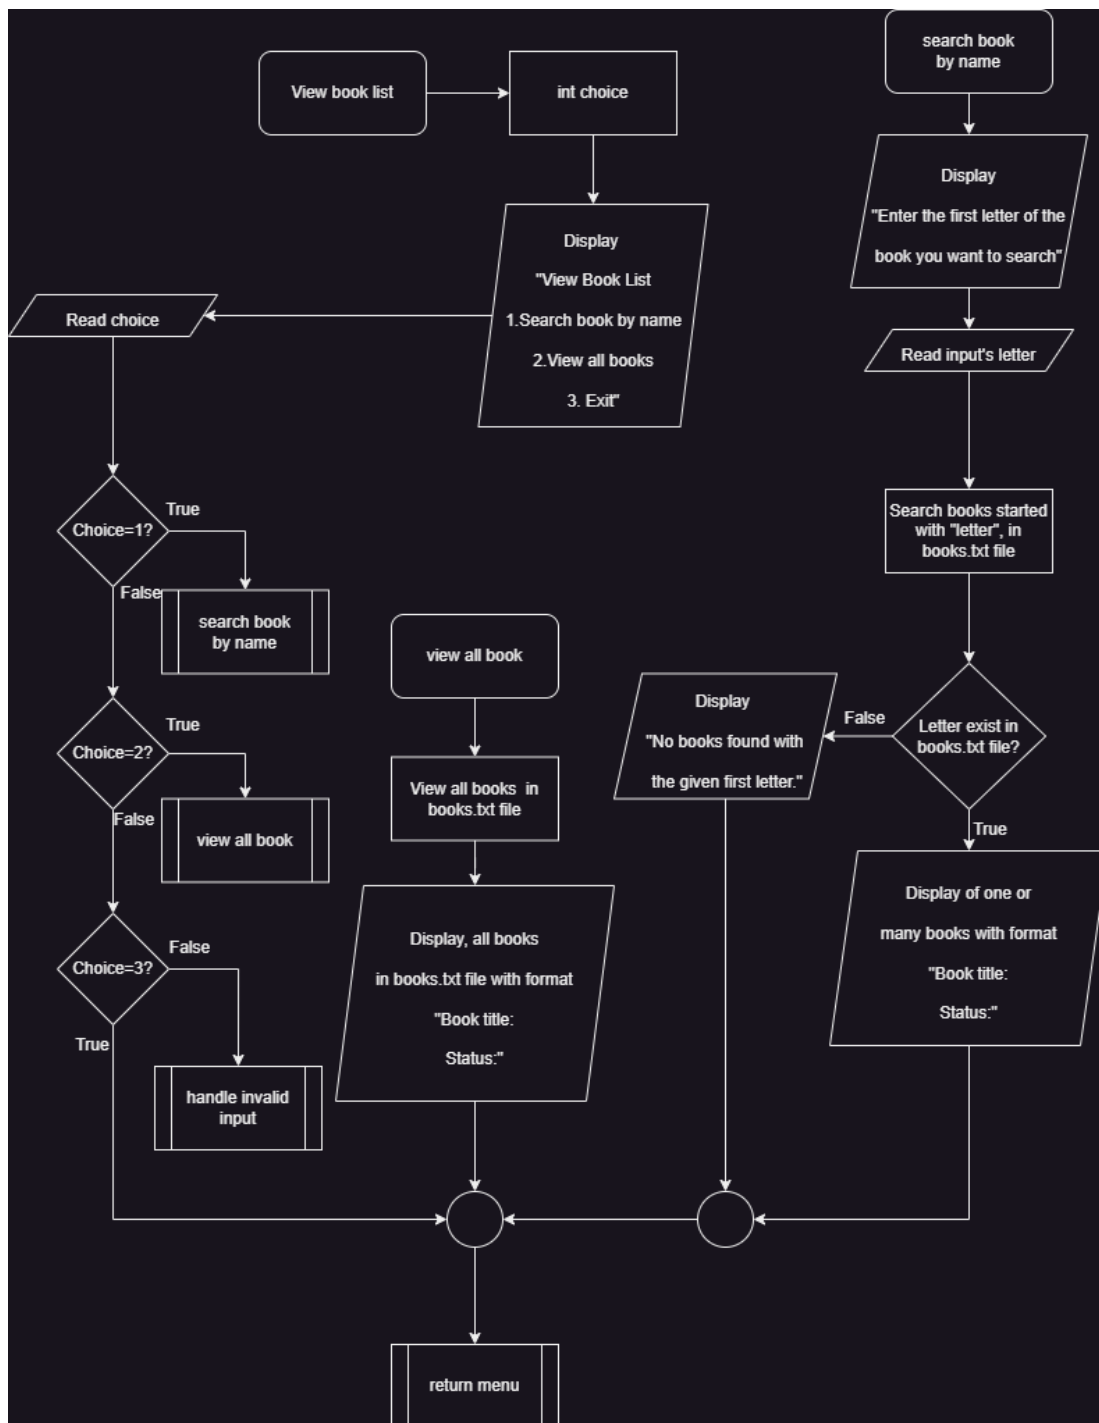 View book list
int choice
Display
"View Book List
1.Search book by name
2.View all books
3. Exit"
Read choice
Choice=1?
True
False
search book
by name
Choice=2?
True
False
view all book
Choice=3?
False
True
handle invalid
input
view all book
View all books in
books.txt file
Display, all books
in books.txt file with format
"Book title:
Status:"
search book
by name
Display
"Enter the first letter of the
book you want to search"
Read input's letter
Search books started
with "letter", in
books.txt file
Letter exist in
books.txt file?
False
True
Display
"No books found with
the given first letter."
Display of one or
many books with format
"Book title:
Status:"
return menu